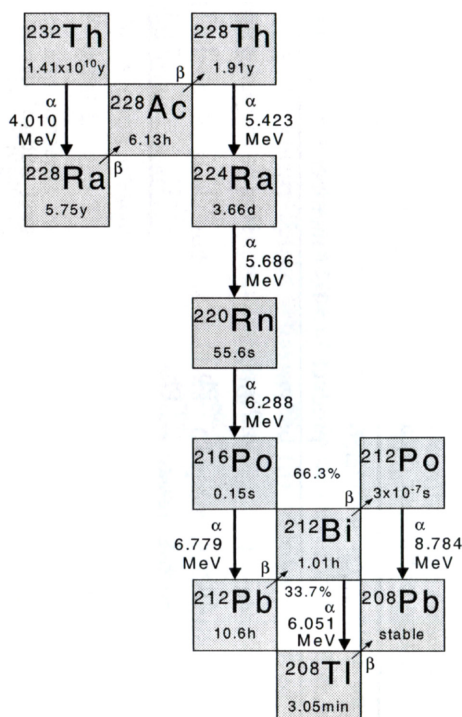 232Th
1.41x10^10y
228Th
1.91y
β
α
4.010
MeV
228Ac
6.13h
α
5.423
MeV
228Ra
5.75y
β
224Ra
3.66d
α
5.686
MeV
220Rn
55.6s
α
6.288
MeV
216Po
0.15s
66.3%
β
212Po
3x10^-7s
α
6.779
MeV
212Bi
1.01h
α
8.784
MeV
212Pb
10.6h
β
33.7%
α
6.051
MeV
208Pb
stable
208Tl
3.05min
β